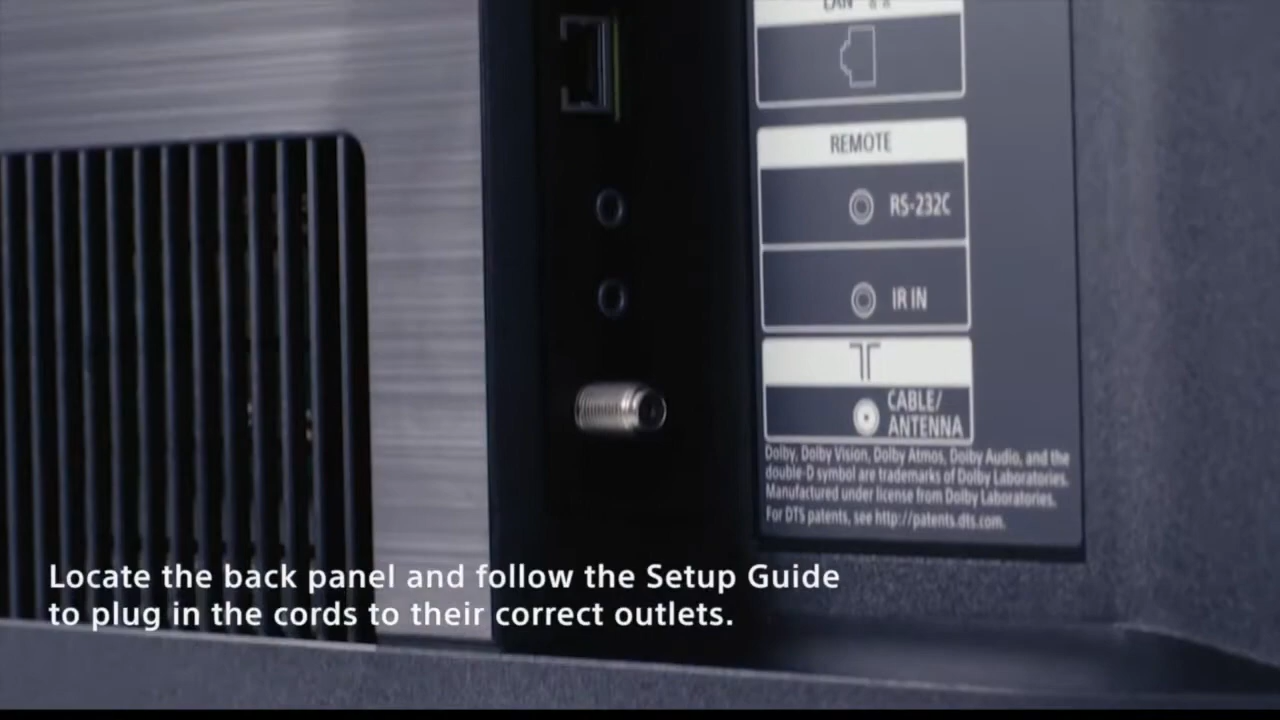 LAN
REMOTE
RS-232C
IR IN
CABLE/
ANTENNA
Dolby, Dolby Vision, Dolby Atmos, Dolby Audio, and the
double-D symbol are trademarks of Dolby Laboratories.
Manufactured under license from Dolby Laboratories.
For DTS patents, see http://patents.dts.com.
Locate the back panel and follow the Setup Guide
to plug in the cords to their correct outlets.